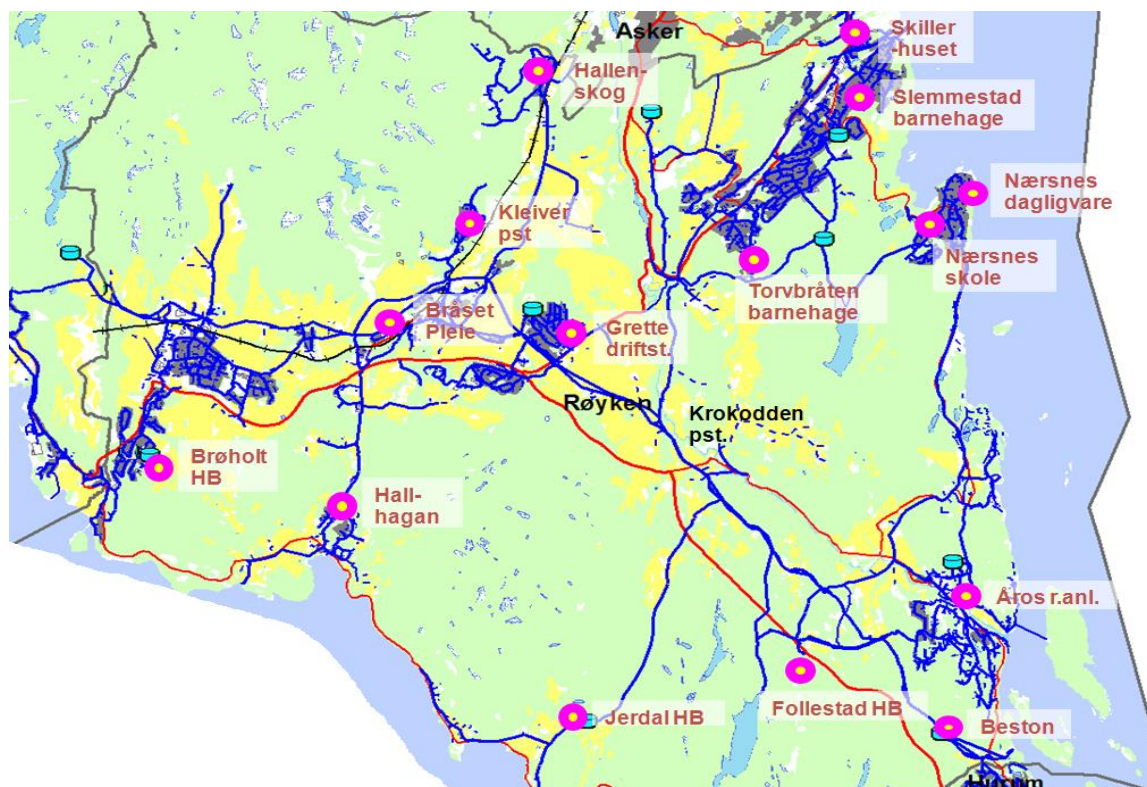 Asker
Skiller
-huset
Hallen-
skog
Slemmestad
barnehage
Nærsnes
dagligvare
Kleiver
pst
Nærsnes
skole
Torvbråten
barnehage
Bråset
Pleie
Grette
driftst.
Røyken
Krokodden
pst.
Brøholt
HB
Hall-
hagan
Åros r.anl.
Jerdal HB
Follestad HB
Beston
Hurum